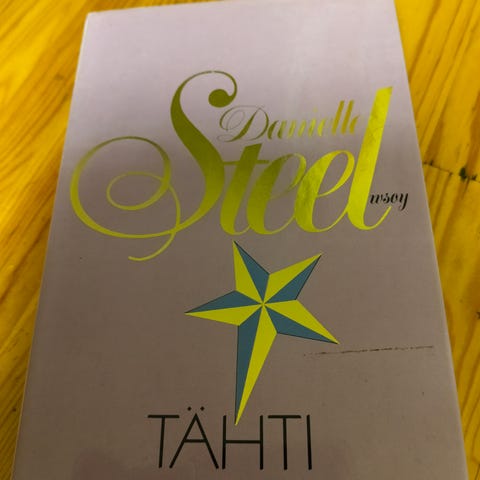 Danielle
Steel
wsoy
TÄHTI